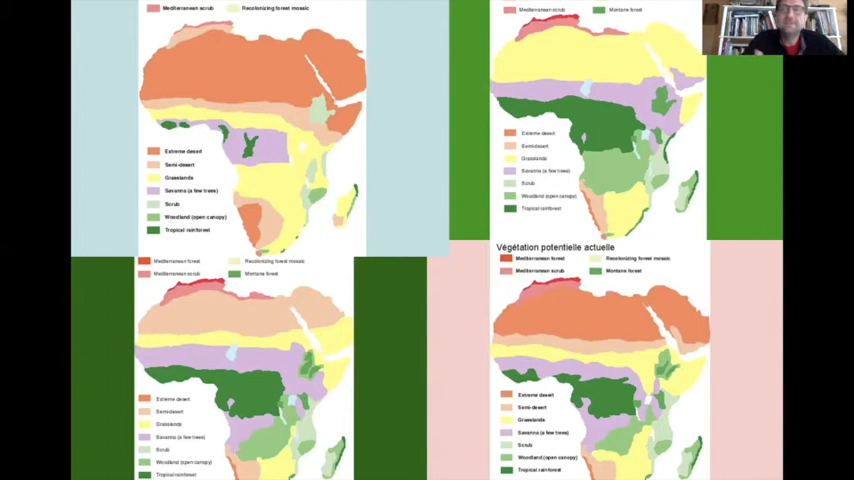 Mediterranean scrub
Recolonizing forest mosaic
Extreme desert
Semi-desert
Grasslands
Savanna (a few trees)
Scrub
Woodland (open canopy)
Tropical rainforest
Mediterranean scrub
Montane forest
Extreme desert
Semi-desert
Grasslands
Savanna (a few trees)
Scrub
Woodland (open canopy)
Tropical rainforest
Mediterranean forest
Recolonizing forest mosaic
Mediterranean scrub
Montane forest
Extreme desert
Semi-desert
Grasslands
Savanna (a few trees)
Scrub
Woodland (open canopy)
Tropical rainforest
Végétation potentielle actuelle
Mediterranean forest
Recolonizing forest mosaic
Mediterranean scrub
Montane forest
Extreme desert
Semi-desert
Grasslands
Savanna (a few trees)
Scrub
Woodland (open canopy)
Tropical rainforest